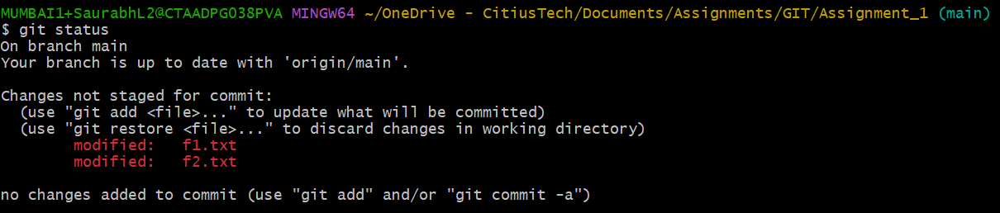 MUMBAI1+SaurabhL2@CTAADPG038PVA MINGW64 ~/OneDrive - CitiusTech/Documents/Assignments/GIT/Assignment_1 (main)
$ git status
On branch main
Your branch is up to date with 'origin/main'.
Changes not staged for commit:
(use "git add <file>..." to update what will be committed)
(use "git restore <file>..." to discard changes in working directory)
modified: f1.txt
modified: f2.txt
no changes added to commit (use "git add" and/or "git commit -a")